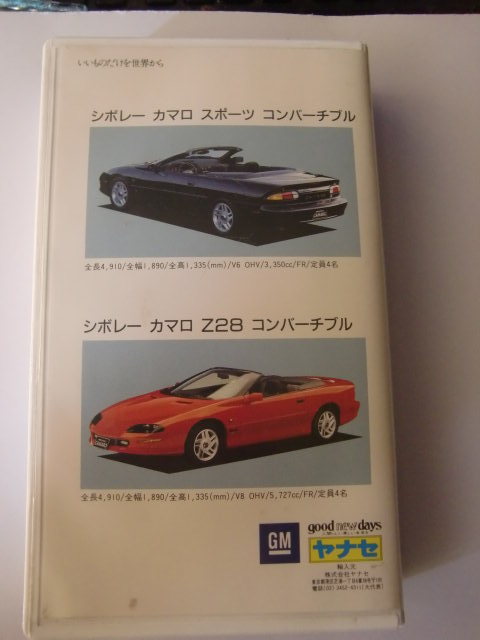 いいものだけを世界から
シボレー カマロ スポーツ コンバーチブル
全長4,910/全幅1,890/全高1,335(mm)/V6 OHV/3,350cc/FR/定員4名
シボレー カマロ Z28 コンバーチブル
全長4,910/全幅1,890/全高1,335(mm)/V8 OHV/5,727cc/FR/定員4名
GM
good new days
ヤナセ
輸入元
株式会社ヤナセ